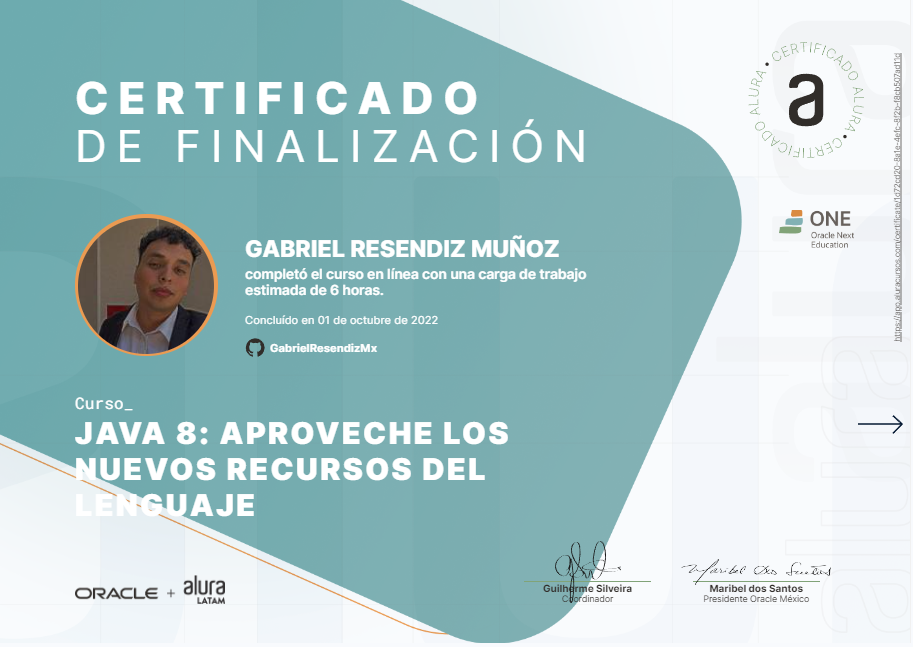 CERTIFICADO
DE FINALIZACIÓN
CERTIFICADO ALURA • CERTIFICADO ALURA •
a
ONE
Oracle Next
Education
GABRIEL RESENDIZ MUÑOZ
completó el curso en línea con una carga de trabajo
estimada de 6 horas.
Concluído en 01 de octubre de 2022
GabrielResendizMx
Curso_
JAVA 8: APROVECHE LOS
NUEVOS RECURSOS DEL
LENGUAJE
ORACLE + alura
LATAM
Guilherme Silveira
Coordinador
Maribel dos Santos
Presidente Oracle México
alura